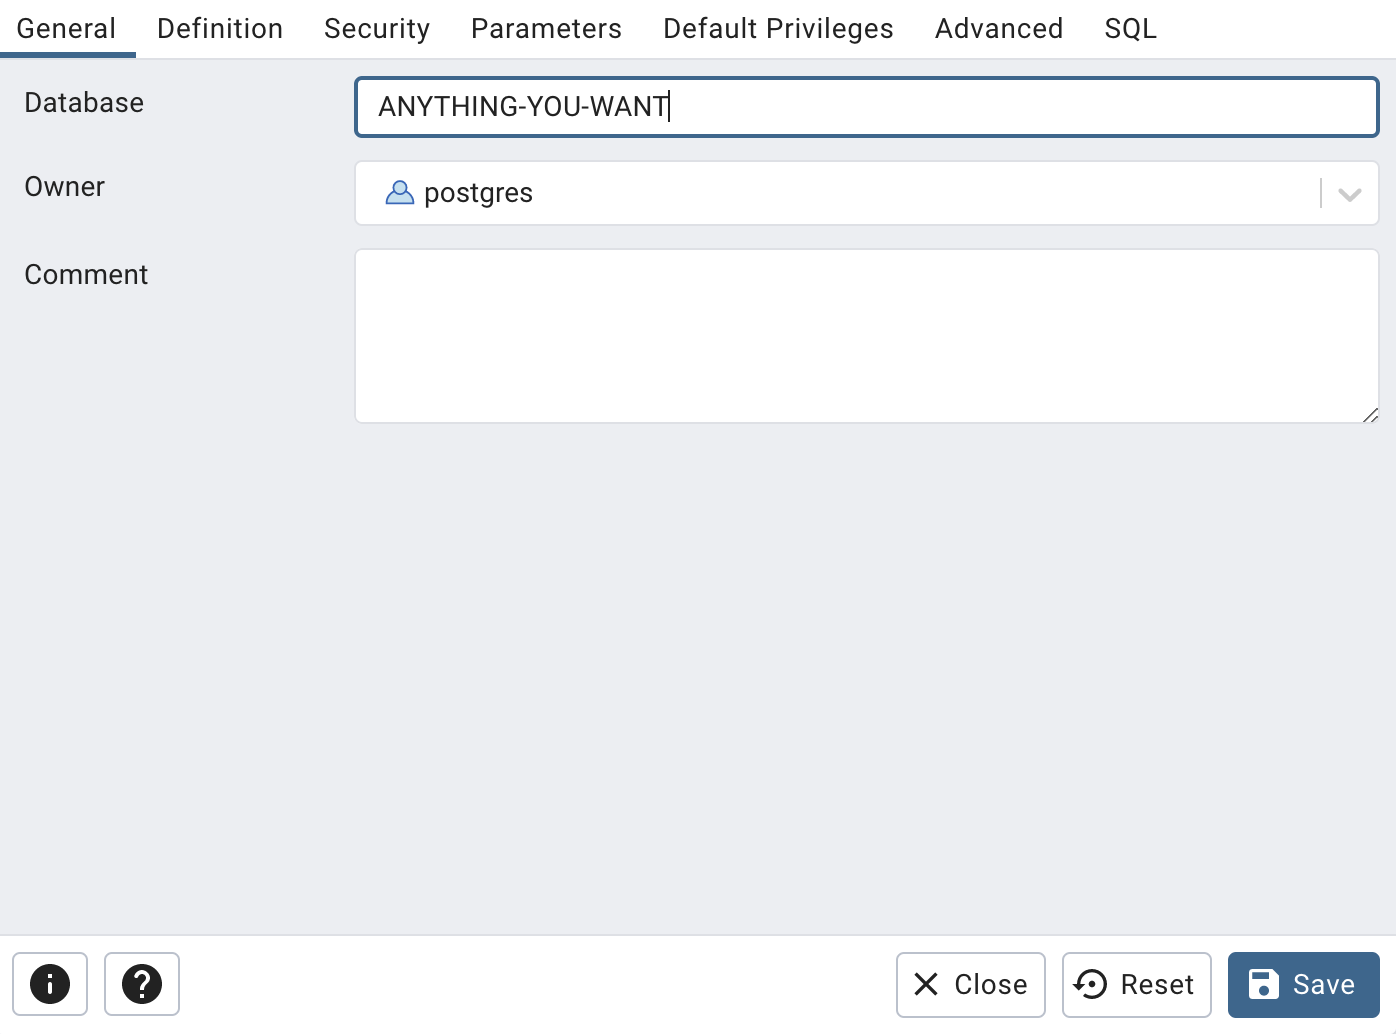 General Definition Security Parameters Default Privileges Advanced SQL
Database ANYTHING-YOU-WANT
Owner postgres
Comment
Close Reset Save